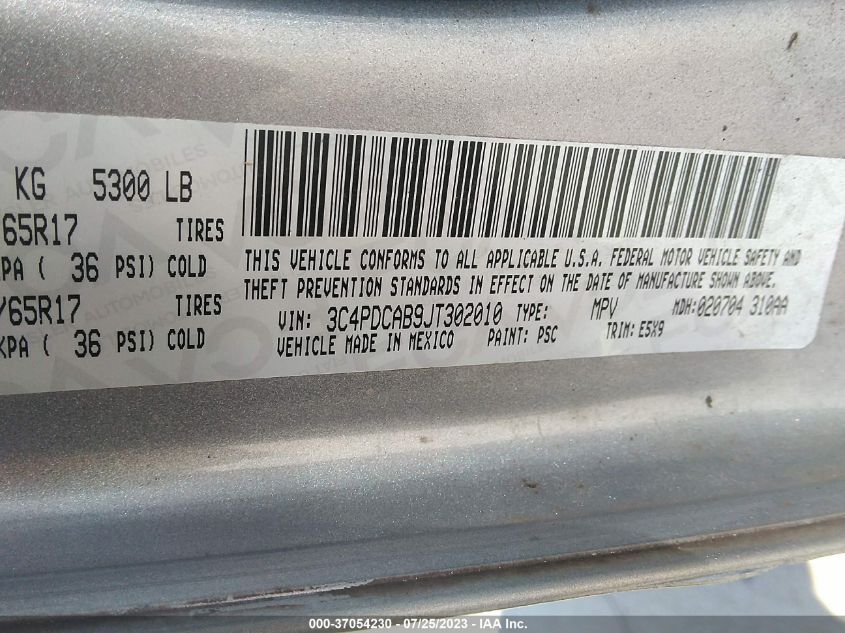 KG 5300 LB
65R17 TIRES
KPA ( 36 PSI) COLD
/65R17 TIRES
KPA ( 36 PSI) COLD
THIS VEHICLE CONFORMS TO ALL APPLICABLE U.S.A. FEDERAL MOTOR VEHICLE SAFETY AND
THEFT PREVENTION STANDARDS IN EFFECT ON THE DATE OF MANUFACTURE SHOWN ABOVE.
VIN: 3C4PDCAB9JT302010 TYPE: MPV MDH:020704 310AA
VEHICLE MADE IN MEXICO PAINT: PSC TRIM: E5X9
000-37054230 - 07/25/2023 - IAA Inc.